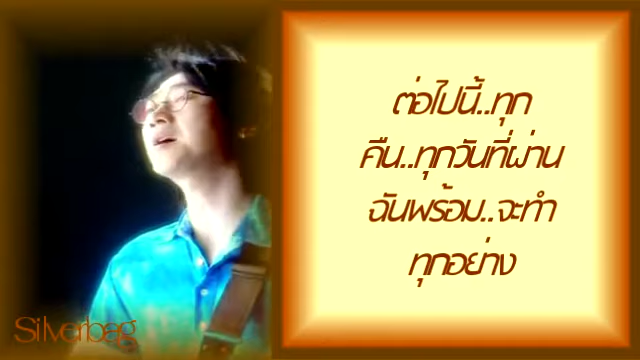 ต่อไปนี้..ทุก
คืน..ทุกวันที่ผ่าน
ฉันพร้อม..จะทำ
ทุกอย่าง
Silverbag